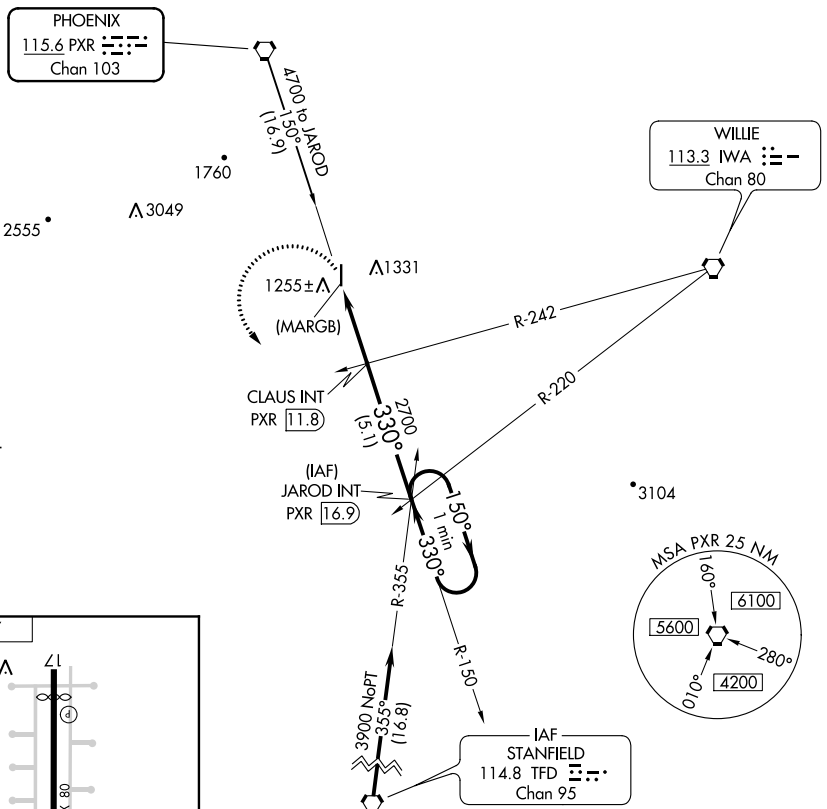 PHOENIX
115.6 PXR
Chan 103
4700 to JAROD
150°
(16.9)
1760
WILLIE
113.3 IWA
Chan 80
3049
2555
1331
1255±
(MARGB)
R-242
R-220
CLAUS INT
PXR 11.8
2700
330°
(5.1)
(IAF)
JAROD INT
PXR 16.9
150°
1 min
330°
3104
MSA PXR 25 NM
160°
6100
5600
280°
010°
4200
R-355
R-150
3900 NoPT
355°
(16.8)
IAF
STANFIELD
114.8 TFD
Chan 95
17
P
80